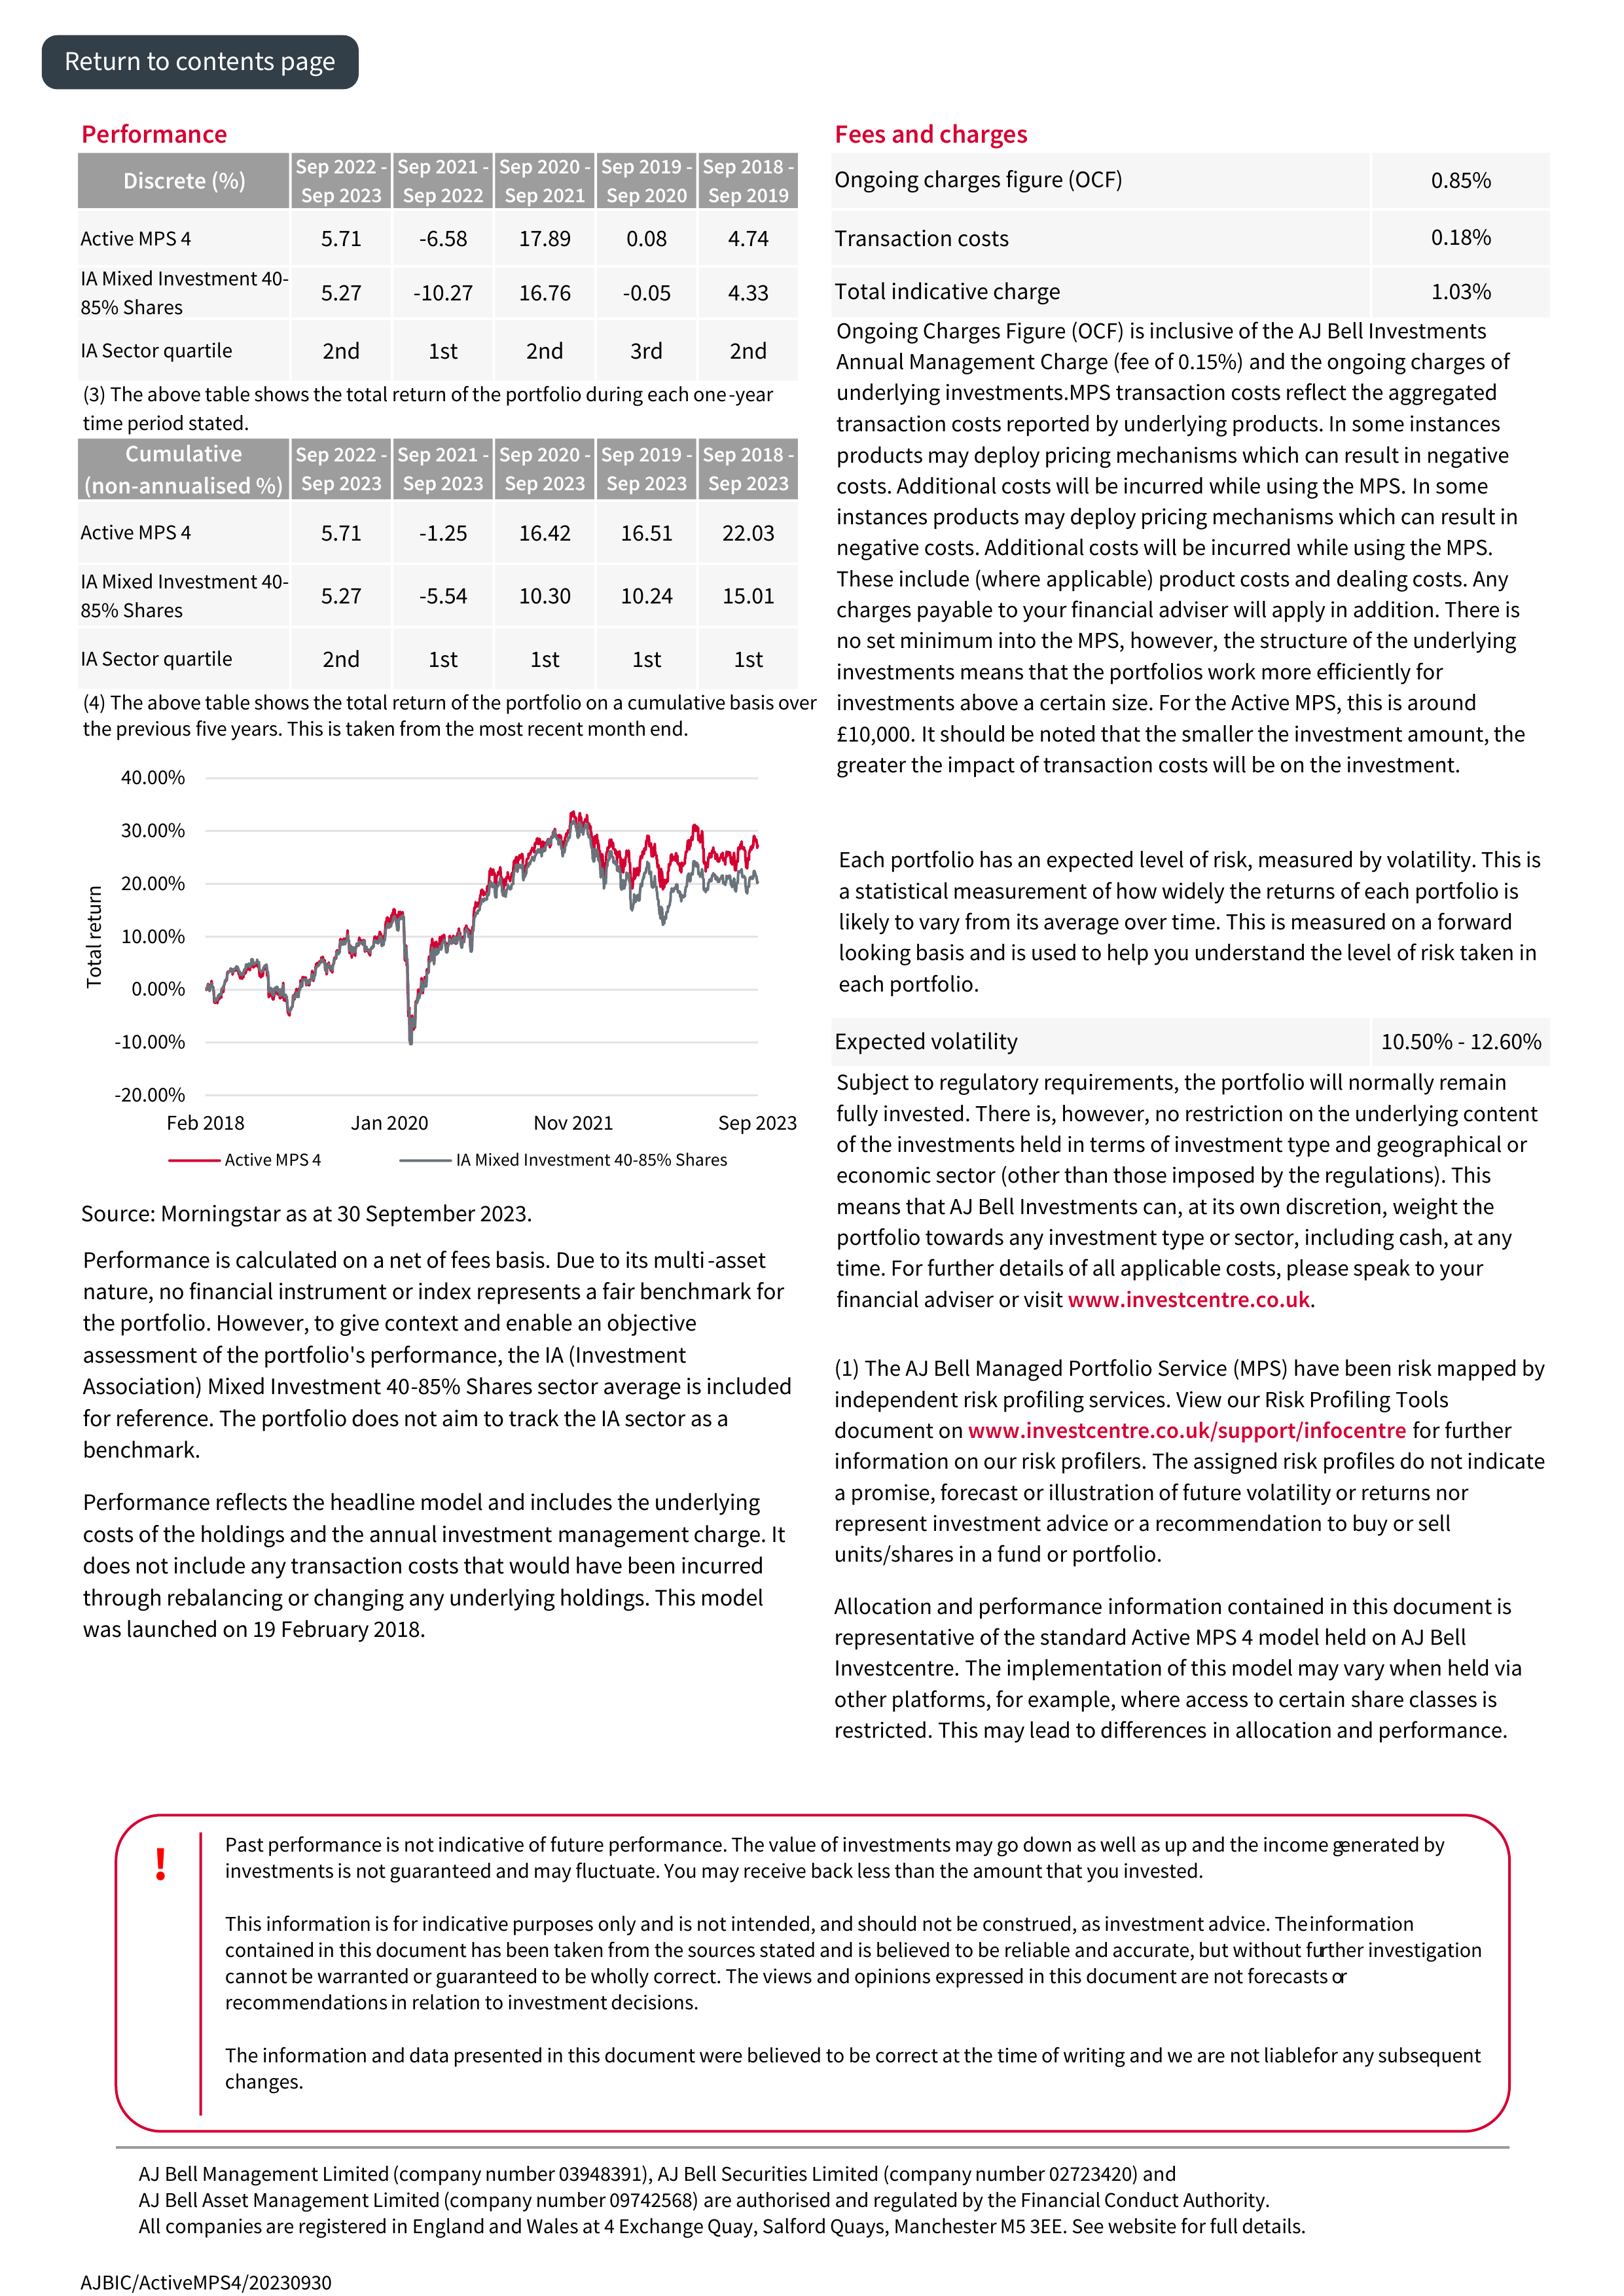 Return to contents page
Performance
Discrete (%)
Sep 2022 - Sep 2023
Sep 2021 - Sep 2022
Sep 2020 - Sep 2021
Sep 2019 - Sep 2020
Sep 2018 - Sep 2019
Active MPS 4 5.71 -6.58 17.89 0.08 4.74
IA Mixed Investment 40-
85% Shares 5.27 -10.27 16.76 -0.05 4.33
IA Sector quartile 2nd 1st 2nd 3rd 2nd
(3) The above table shows the total return of the portfolio during each one-year
time period stated.
Cumulative
(non-annualised %)
Sep 2022 - Sep 2023
Sep 2021 - Sep 2023
Sep 2020 - Sep 2023
Sep 2019 - Sep 2023
Sep 2018 - Sep 2023
Active MPS 4 5.71 -1.25 16.42 16.51 22.03
IA Mixed Investment 40-
85% Shares 5.27 -5.54 10.30 10.24 15.01
IA Sector quartile 2nd 1st 1st 1st 1st
(4) The above table shows the total return of the portfolio on a cumulative basis over
the previous five years. This is taken from the most recent month end.
Total return
40.00%
30.00%
20.00%
10.00%
0.00%
-10.00%
-20.00%
Feb 2018 Jan 2020 Nov 2021 Sep 2023
Active MPS 4 IA Mixed Investment 40-85% Shares
Source: Morningstar as at 30 September 2023.
Performance is calculated on a net of fees basis. Due to its multi-asset
nature, no financial instrument or index represents a fair benchmark for
the portfolio. However, to give context and enable an objective
assessment of the portfolio's performance, the IA (Investment
Association) Mixed Investment 40-85% Shares sector average is included
for reference. The portfolio does not aim to track the IA sector as a
benchmark.
Performance reflects the headline model and includes the underlying
costs of the holdings and the annual investment management charge. It
does not include any transaction costs that would have been incurred
through rebalancing or changing any underlying holdings. This model
was launched on 19 February 2018.
Fees and charges
Ongoing charges figure (OCF) 0.85%
Transaction costs 0.18%
Total indicative charge 1.03%
Ongoing Charges Figure (OCF) is inclusive of the AJ Bell Investments
Annual Management Charge (fee of 0.15%) and the ongoing charges of
underlying investments.MPS transaction costs reflect the aggregated
transaction costs reported by underlying products. In some instances
products may deploy pricing mechanisms which can result in negative
costs. Additional costs will be incurred while using the MPS. In some
instances products may deploy pricing mechanisms which can result in
negative costs. Additional costs will be incurred while using the MPS.
These include (where applicable) product costs and dealing costs. Any
charges payable to your financial adviser will apply in addition. There is
no set minimum into the MPS, however, the structure of the underlying
investments means that the portfolios work more efficiently for
investments above a certain size. For the Active MPS, this is around
£10,000. It should be noted that the smaller the investment amount, the
greater the impact of transaction costs will be on the investment.
Each portfolio has an expected level of risk, measured by volatility. This is
a statistical measurement of how widely the returns of each portfolio is
likely to vary from its average over time. This is measured on a forward
looking basis and is used to help you understand the level of risk taken in
each portfolio.
Expected volatility 10.50% - 12.60%
Subject to regulatory requirements, the portfolio will normally remain
fully invested. There is, however, no restriction on the underlying content
of the investments held in terms of investment type and geographical or
economic sector (other than those imposed by the regulations). This
means that AJ Bell Investments can, at its own discretion, weight the
portfolio towards any investment type or sector, including cash, at any
time. For further details of all applicable costs, please speak to your
financial adviser or visit www.investcentre.co.uk.
(1) The AJ Bell Managed Portfolio Service (MPS) have been risk mapped by
independent risk profiling services. View our Risk Profiling Tools
document on www.investcentre.co.uk/support/infocentre for further
information on our risk profilers. The assigned risk profiles do not indicate
a promise, forecast or illustration of future volatility or returns nor
represent investment advice or a recommendation to buy or sell
units/shares in a fund or portfolio.
Allocation and performance information contained in this document is
representative of the standard Active MPS 4 model held on AJ Bell
Investcentre. The implementation of this model may vary when held via
other platforms, for example, where access to certain share classes is
restricted. This may lead to differences in allocation and performance.
!
Past performance is not indicative of future performance. The value of investments may go down as well as up and the income generated by
investments is not guaranteed and may fluctuate. You may receive back less than the amount that you invested.
This information is for indicative purposes only and is not intended, and should not be construed, as investment advice. The information
contained in this document has been taken from the sources stated and is believed to be reliable and accurate, but without further investigation
cannot be warranted or guaranteed to be wholly correct. The views and opinions expressed in this document are not forecasts or
recommendations in relation to investment decisions.
The information and data presented in this document were believed to be correct at the time of writing and we are not liable for any subsequent
changes.
AJ Bell Management Limited (company number 03948391), AJ Bell Securities Limited (company number 02723420) and
AJ Bell Asset Management Limited (company number 09742568) are authorised and regulated by the Financial Conduct Authority.
All companies are registered in England and Wales at 4 Exchange Quay, Salford Quays, Manchester M5 3EE. See website for full details.
AJBIC/ActiveMPS4/20230930